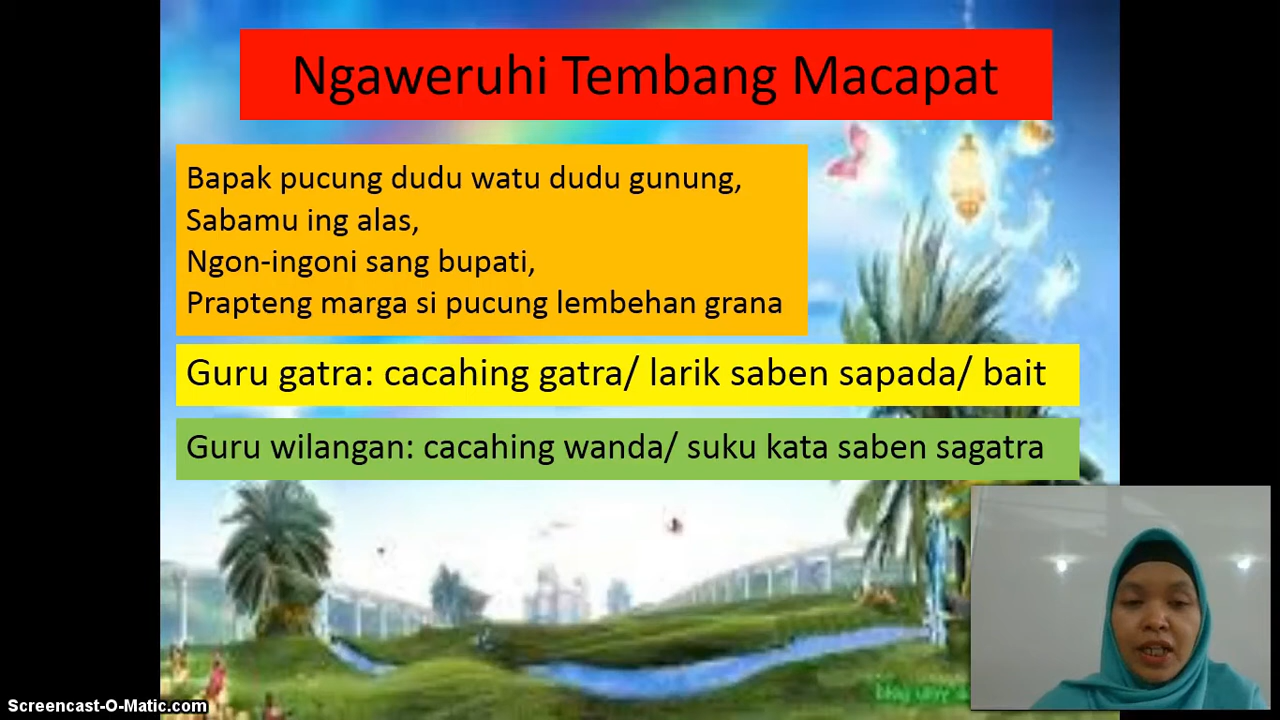 Ngaweruhi Tembang Macapat
Bapak pucung dudu watu dudu gunung,
Sabamu ing alas,
Ngon-ingoni sang bupati,
Prapteng marga si pucung lembehan grana
Guru gatra: cacahing gatra/ larik saben sapada/ bait
Guru wilangan: cacahing wanda/ suku kata saben sagatra
Screencast-O-Matic.com